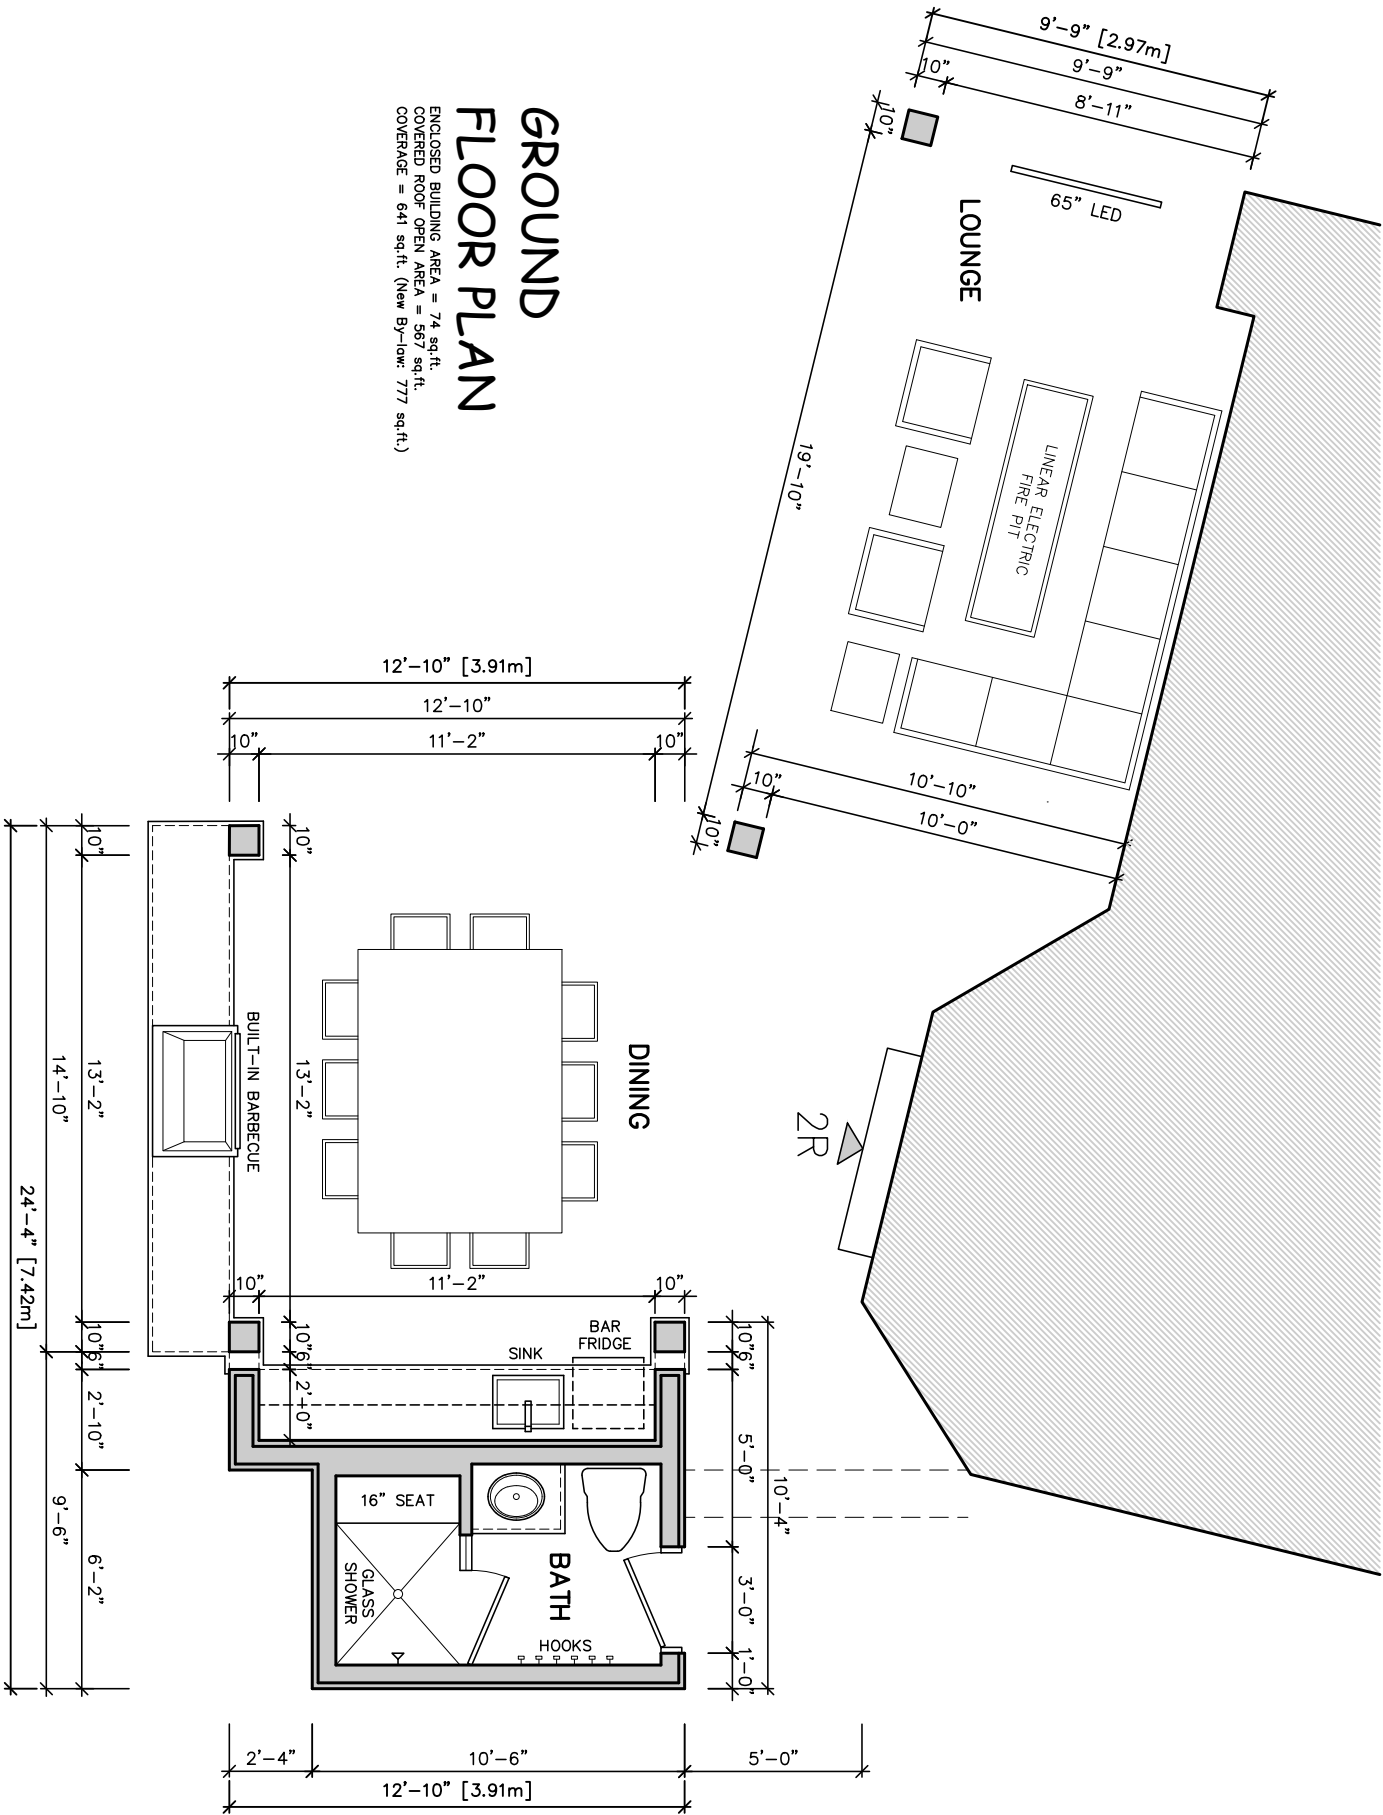 GROUND
FLOOR PLAN
ENCLOSED BUILDING AREA = 74 sq.ft.
COVERED ROOF OPEN AREA = 567 sq.ft.
COVERAGE = 641 sq.ft. (New By-law: 777 sq.ft.)
9'-9" [2.97m]
9'-9"
10"
8'-11"
10"
65" LED
LOUNGE
LINEAR ELECTRIC
FIRE PIT
19'-10"
10'-10"
10"
10'-0"
10"
12'-10" [3.91m]
12'-10"
10"
11'-2"
10"
10"
10"
DINING
2R
BUILT-IN BARBECUE
13'-2"
13'-2"
14'-10"
24'-4" [7.42m]
10"
11'-2"
10"
BAR
FRIDGE
SINK
10"
6"
10"
6"
10"
6"
2'-0"
2'-10"
5'-0"
10'-4"
16" SEAT
9'-6"
6'-2"
GLASS
SHOWER
BATH
HOOKS
3'-0"
1'-0"
2'-4"
10'-6"
5'-0"
12'-10" [3.91m]